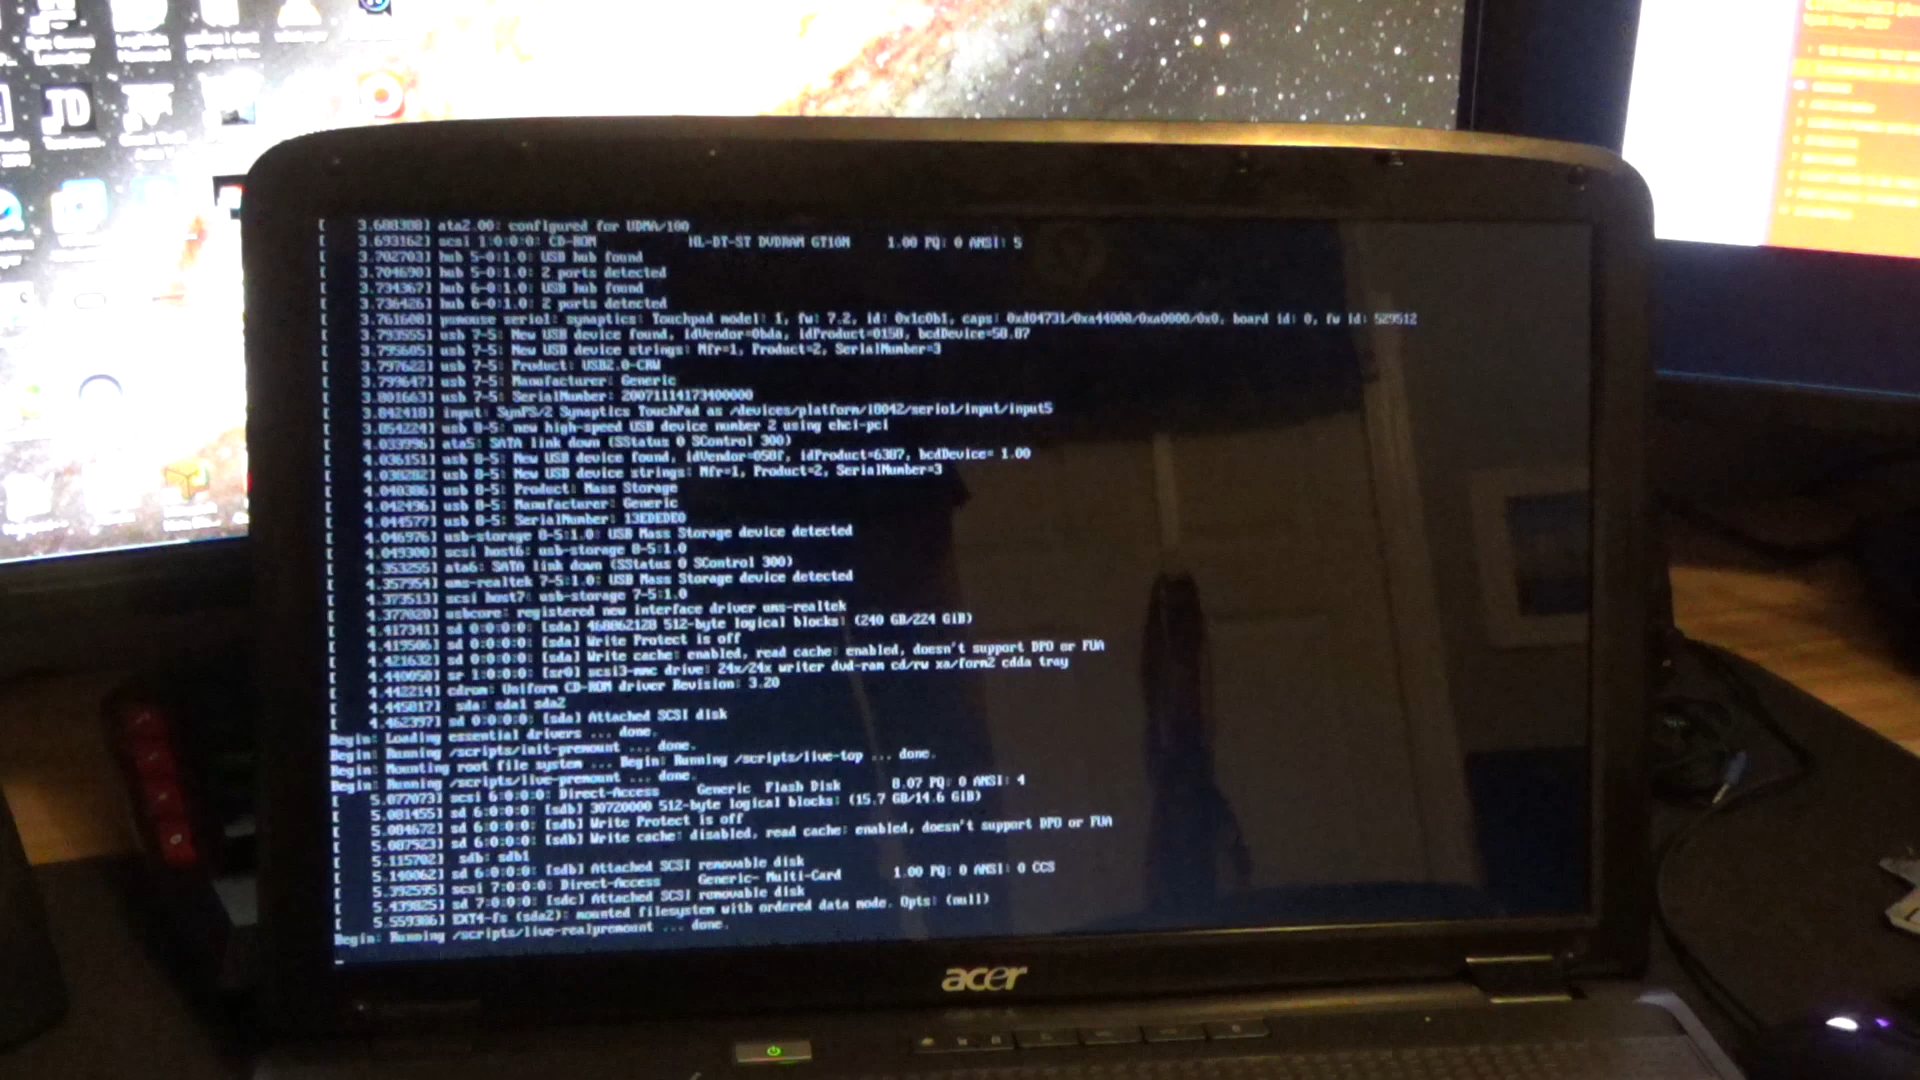 [ 3.688388] ata2.00: configured for UDMA/100
[ 3.693162] scsi 1:0:0:0: CD-ROM HL-DT-ST DVDRAM GT10N 1.00 PQ: 0 ANSI: 5
[ 3.702703] hub 5-0:1.0: USB hub found
[ 3.704690] hub 5-0:1.0: 2 ports detected
[ 3.734367] hub 6-0:1.0: USB hub found
[ 3.736426] hub 6-0:1.0: 2 ports detected
[ 3.761608] psmouse serio1: synaptics: Touchpad model: 1, fw: 7.2, id: 0x1c0b1, caps: 0xd04731/0xa44000/0xa0000/0x0, board id: 0, fw id: 529512
[ 3.793555] usb 7-5: New USB device found, idVendor=0bda, idProduct=0158, bcdDevice=58.87
[ 3.795605] usb 7-5: New USB device strings: Mfr=1, Product=2, SerialNumber=3
[ 3.797622] usb 7-5: Product: USB2.0-CRW
[ 3.799647] usb 7-5: Manufacturer: Generic
[ 3.801663] usb 7-5: SerialNumber: 20071114173400000
[ 3.842418] input: SynPS/2 Synaptics TouchPad as /devices/platform/i8042/serio1/input/input5
[ 3.854224] usb 8-5: new high-speed USB device number 2 using ehci-pci
[ 4.033996] ata5: SATA link down (SStatus 0 SControl 300)
[ 4.036151] usb 8-5: New USB device found, idVendor=058f, idProduct=6387, bcdDevice= 1.00
[ 4.038282] usb 8-5: New USB device strings: Mfr=1, Product=2, SerialNumber=3
[ 4.040386] usb 8-5: Product: Mass Storage
[ 4.042496] usb 8-5: Manufacturer: Generic
[ 4.044577] usb 8-5: SerialNumber: 13EDEDE0
[ 4.046976] usb-storage 8-5:1.0: USB Mass Storage device detected
[ 4.049300] scsi host6: usb-storage 8-5:1.0
[ 4.353255] ata6: SATA link down (SStatus 0 SControl 300)
[ 4.357954] ums-realtek 7-5:1.0: USB Mass Storage device detected
[ 4.373513] scsi host7: usb-storage 7-5:1.0
[ 4.377020] usbcore: registered new interface driver ums-realtek
[ 4.417341] sd 0:0:0:0: [sda] 468862128 512-byte logical blocks: (240 GB/224 GiB)
[ 4.419506] sd 0:0:0:0: [sda] Write Protect is off
[ 4.421632] sd 0:0:0:0: [sda] Write cache: enabled, read cache: enabled, doesn't support DPO or FUA
[ 4.440050] sr 1:0:0:0: [sr0] scsi3-mmc drive: 24x/24x writer dvd-ram cd/rw xa/form2 cdda tray
[ 4.442214] cdrom: Uniform CD-ROM driver Revision: 3.20
[ 4.445817] sda: sda1 sda2
[ 4.462397] sd 0:0:0:0: [sda] Attached SCSI disk
Begin: Loading essential drivers ... done.
Begin: Running /scripts/init-premount ... done.
Begin: Mounting root file system ... Begin: Running /scripts/live-top ... done.
Begin: Running /scripts/live-premount ... done.
[ 5.077073] scsi 6:0:0:0: Direct-Access Generic Flash Disk 8.07 PQ: 0 ANSI: 4
[ 5.081455] sd 6:0:0:0: [sdb] 30720000 512-byte logical blocks: (15.7 GB/14.6 GiB)
[ 5.084672] sd 6:0:0:0: [sdb] Write Protect is off
[ 5.087523] sd 6:0:0:0: [sdb] Write cache: disabled, read cache: enabled, doesn't support DPO or FUA
[ 5.115702] sdb: sdb1
[ 5.140062] sd 6:0:0:0: [sdb] Attached SCSI removable disk
[ 5.392595] scsi 7:0:0:0: Direct-Access Generic- Multi-Card 1.00 PQ: 0 ANSI: 0 CCS
[ 5.439825] sd 7:0:0:0: [sdc] Attached SCSI removable disk
[ 5.559386] EXT4-fs (sda2): mounted filesystem with ordered data mode. Opts: (null)
Begin: Running /scripts/live-realpremount ... done.
acer